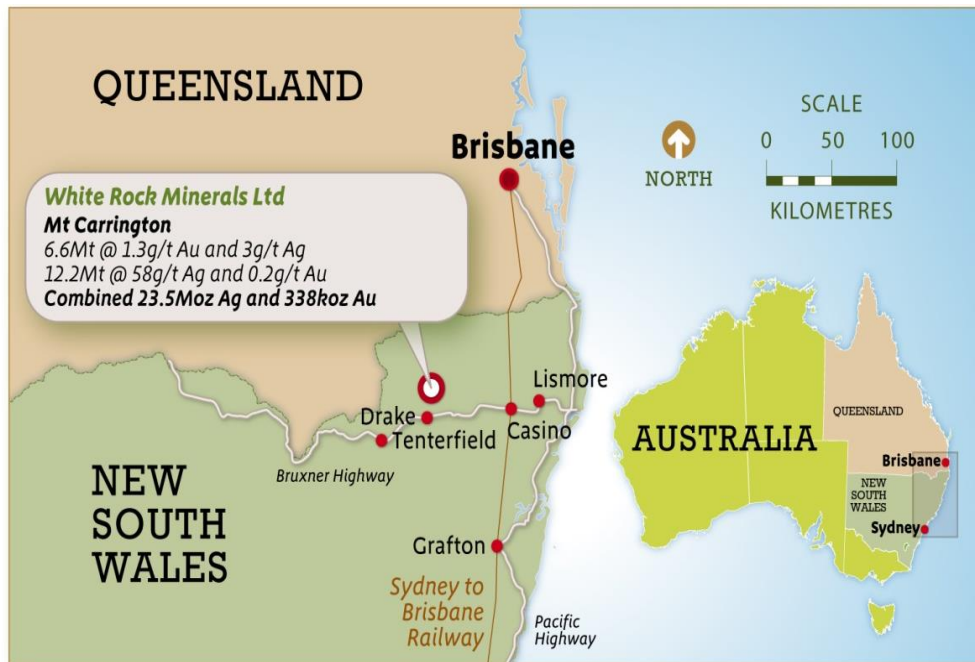 QUEENSLAND
Brisbane
White Rock Minerals Ltd
Mt Carrington
6.6Mt @ 1.3g/t Au and 3g/t Ag
12.2Mt @ 58g/t Ag and 0.2g/t Au
Combined 23.5Moz Ag and 338koz Au
NORTH
SCALE
0 50 100
KILOMETRES
Lismore
Drake
Casino
Tenterfield
Bruxner Highway
NEW
SOUTH
WALES
Grafton
Sydney to
Brisbane
Railway
Pacific
Highway
AUSTRALIA
QUEENSLAND
Brisbane
NEW
SOUTH
WALES
Sydney